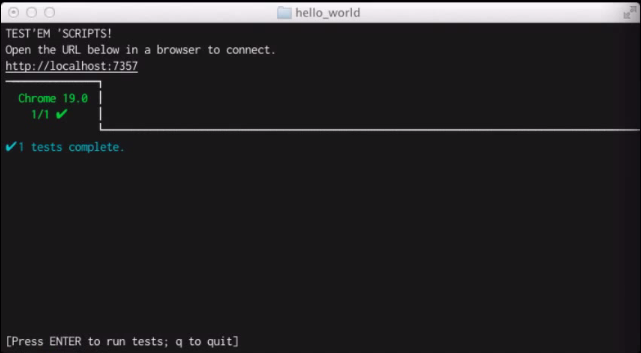 hello_world
TEST'EM 'SCRIPTS!
Open the URL below in a browser to connect.
http://localhost:7357
Chrome 19.0
1/1 ✔
✔1 tests complete.
[Press ENTER to run tests; q to quit]